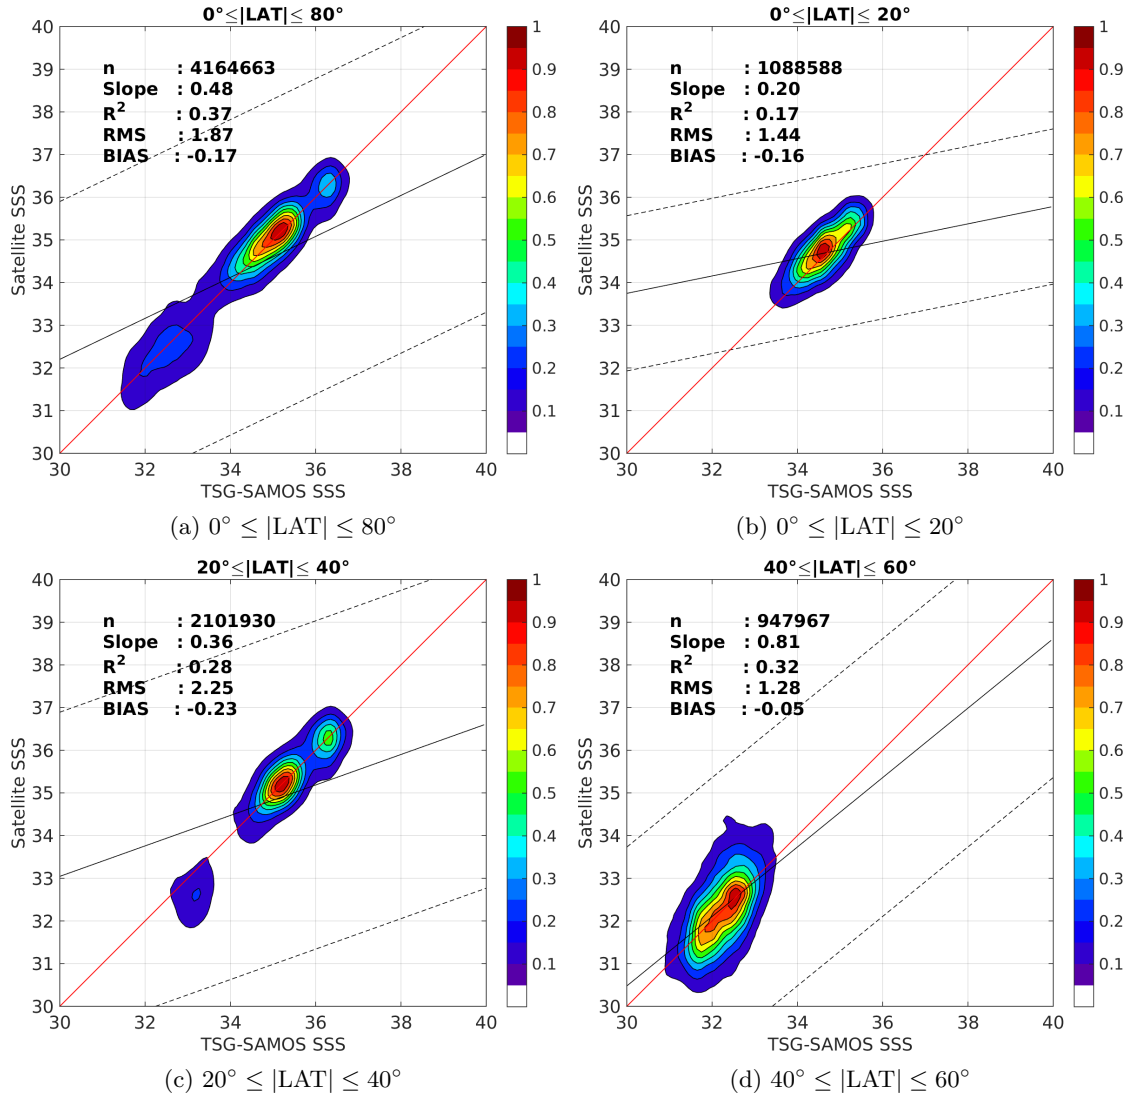 0°≤|LAT|≤ 80°
n : 4164663
Slope : 0.48
R² : 0.37
RMS : 1.87
BIAS : -0.17
Satellite SSS
40
39
38
37
36
35
34
33
32
31
30
30 32 34 36 38 40
TSG-SAMOS SSS
1
0.9
0.8
0.7
0.6
0.5
0.4
0.3
0.2
0.1
(a) 0° ≤ |LAT| ≤ 80°
0°≤|LAT|≤ 20°
n : 1088588
Slope : 0.20
R² : 0.17
RMS : 1.44
BIAS : -0.16
Satellite SSS
40
39
38
37
36
35
34
33
32
31
30
30 32 34 36 38 40
TSG-SAMOS SSS
1
0.9
0.8
0.7
0.6
0.5
0.4
0.3
0.2
0.1
(b) 0° ≤ |LAT| ≤ 20°
20°≤|LAT|≤ 40°
n : 2101930
Slope : 0.36
R² : 0.28
RMS : 2.25
BIAS : -0.23
Satellite SSS
40
39
38
37
36
35
34
33
32
31
30
30 32 34 36 38 40
TSG-SAMOS SSS
1
0.9
0.8
0.7
0.6
0.5
0.4
0.3
0.2
0.1
(c) 20° ≤ |LAT| ≤ 40°
40°≤|LAT|≤ 60°
n : 947967
Slope : 0.81
R² : 0.32
RMS : 1.28
BIAS : -0.05
Satellite SSS
40
39
38
37
36
35
34
33
32
31
30
30 32 34 36 38 40
TSG-SAMOS SSS
1
0.9
0.8
0.7
0.6
0.5
0.4
0.3
0.2
0.1
(d) 40° ≤ |LAT| ≤ 60°